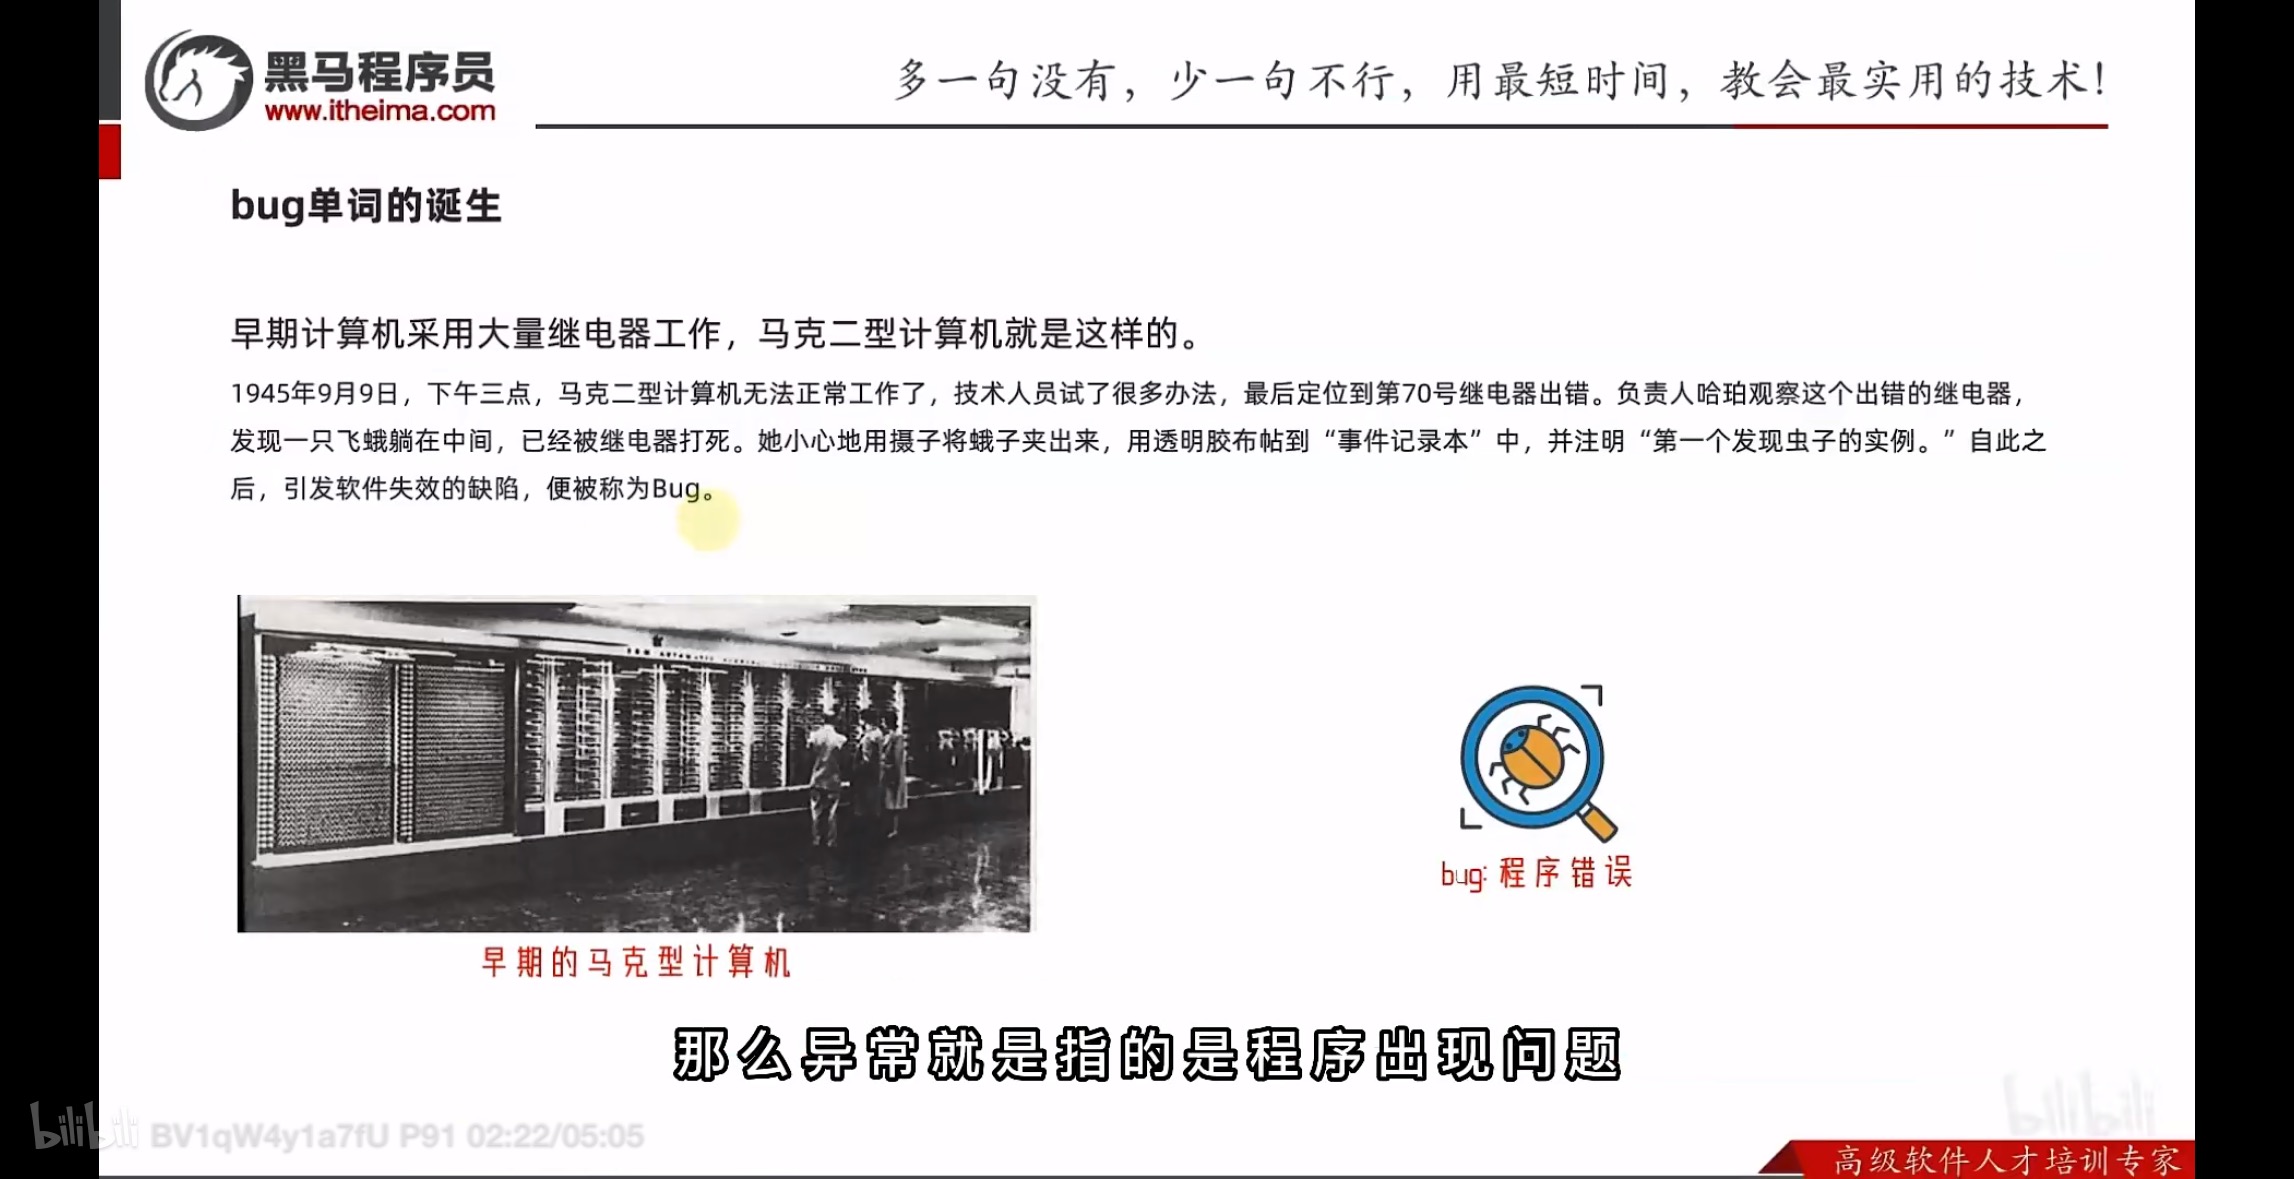 黑马程序员
www.itheima.com
多一句没有，少一句不行，用最短时间，教会最实用的技术！
bug单词的诞生
早期计算机采用大量继电器工作，马克二型计算机就是这样的。
1945年9月9日，下午三点，马克二型计算机无法正常工作了，技术人员试了很多办法，最后定位到第70号继电器出错。负责人哈珀观察这个出错的继电器，
发现一只飞蛾躺在中间，已经被继电器打死。她小心地用摄子将蛾子夹出来，用透明胶布帖到“事件记录本”中，并注明“第一个发现虫子的实例。”自此之
后，引发软件失效的缺陷，便被称为Bug。
早期的马克型计算机
bug: 程序错误
那么异常就是指的是程序出现问题
bilibili BV1qW4y1a7fU P91 02:22/05:05
bilibili
高级软件人才培训专家